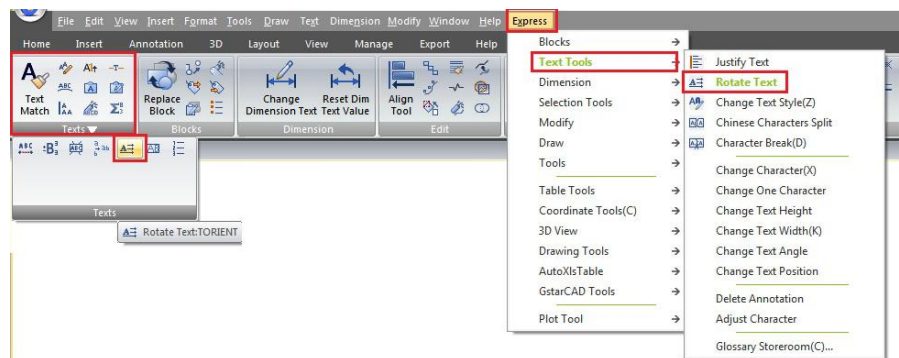 File Edit View Insert Format Tools Draw Text Dimension Modify Window Help Express
Home Insert Annotation 3D Layout View Manage Export Help
Text Match
Replace Block
Change Dimension Text
Reset Dim Text Value
Align Tool
Texts Blocks Dimension Edit
Texts
Rotate Text:TORIENT
Blocks
Text Tools
Dimension
Selection Tools
Modify
Draw
Tools
Table Tools
Coordinate Tools(C)
3D View
Drawing Tools
AutoXlsTable
GstarCAD Tools
Plot Tool
Justify Text
Rotate Text
Change Text Style(Z)
Chinese Characters Split
Character Break(D)
Change Character(X)
Change One Character
Change Text Height
Change Text Width(K)
Change Text Angle
Change Text Position
Delete Annotation
Adjust Character
Glossary Storeroom(C)...